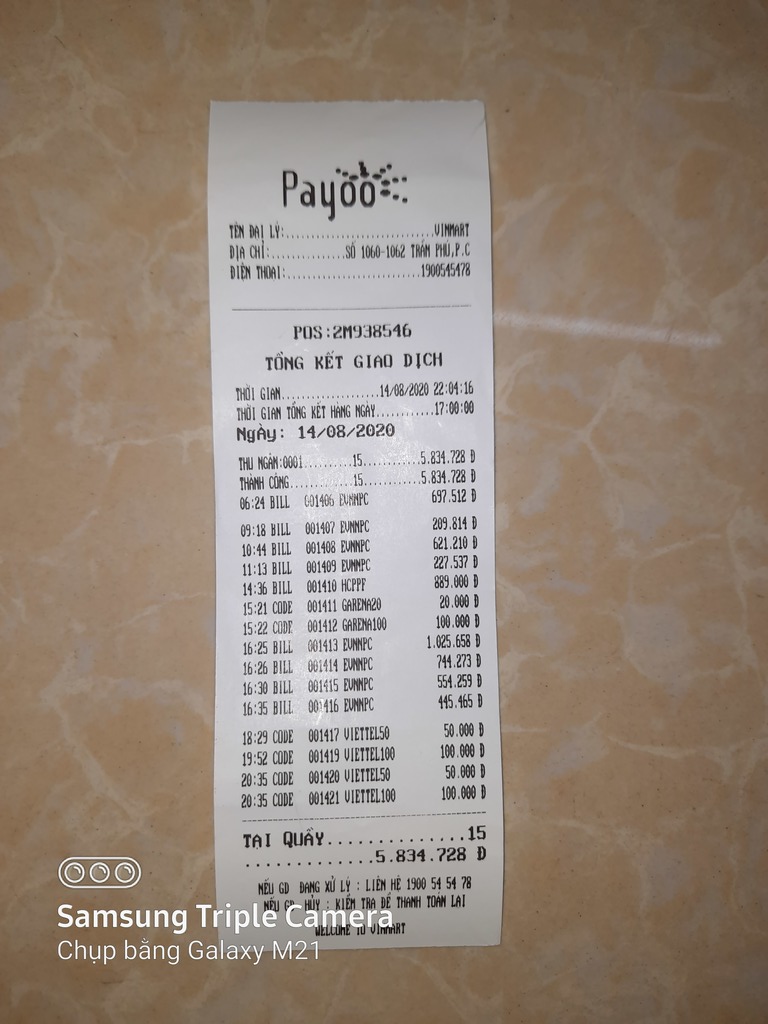 Payoo
TÊN ĐẠI LÝ:............................VINMART
ĐỊA CHỈ:...............SỐ 1060-1062 TRẦN PHÚ,P.C
ĐIỆN THOẠI:..........................1900545478
POS:2M938546
TỔNG KẾT GIAO DỊCH
THỜI GIAN...................14/08/2020 22:04:16
THỜI GIAN TỔNG KẾT HÀNG NGÀY...........17:00:00
Ngày: 14/08/2020
THU NGÂN:0001.........15...........5.834.728 Đ
THÀNH CÔNG............15...........5.834.728 Đ
06:24 BILL 001406 EVNNPC 697.512 Đ
09:18 BILL 001407 EVNNPC 209.814 Đ
10:44 BILL 001408 EVNNPC 621.210 Đ
11:13 BILL 001409 EVNNPC 227.537 Đ
14:36 BILL 001410 HCPPF 889.000 Đ
15:21 CODE 001411 GARENA20 20.000 Đ
15:22 CODE 001412 GARENA100 100.000 Đ
16:25 BILL 001413 EVNNPC 1.025.658 Đ
16:26 BILL 001414 EVNNPC 744.273 Đ
16:30 BILL 001415 EVNNPC 554.259 Đ
16:35 BILL 001416 EVNNPC 445.465 Đ
18:29 CODE 001417 VIETTEL50 50.000 Đ
19:52 CODE 001419 VIETTEL100 100.000 Đ
20:35 CODE 001420 VIETTEL50 50.000 Đ
20:35 CODE 001421 VIETTEL100 100.000 Đ
TẠI QUẦY..............15
.............5.834.728 Đ
NẾU GD ĐANG XỬ LÝ : LIÊN HỆ 1900 54 54 78
NẾU GD HỦY : KIỂM TRA ĐỂ THANH TOÁN LẠI
WELCOME TO VINMART
Samsung Triple Camera
Chụp bằng Galaxy M21